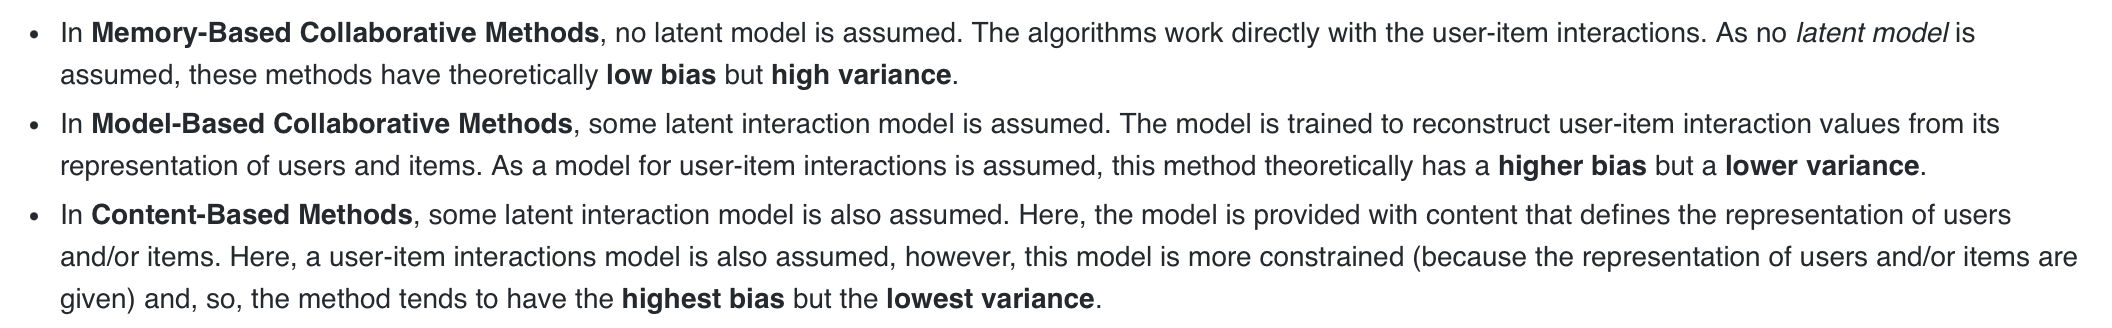 • In Memory-Based Collaborative Methods, no latent model is assumed. The algorithms work directly with the user-item interactions. As no latent model is
assumed, these methods have theoretically low bias but high variance.
• In Model-Based Collaborative Methods, some latent interaction model is assumed. The model is trained to reconstruct user-item interaction values from its
representation of users and items. As a model for user-item interactions is assumed, this method theoretically has a higher bias but a lower variance.
• In Content-Based Methods, some latent interaction model is also assumed. Here, the model is provided with content that defines the representation of users
and/or items. Here, a user-item interactions model is also assumed, however, this model is more constrained (because the representation of users and/or items are
given) and, so, the method tends to have the highest bias but the lowest variance.